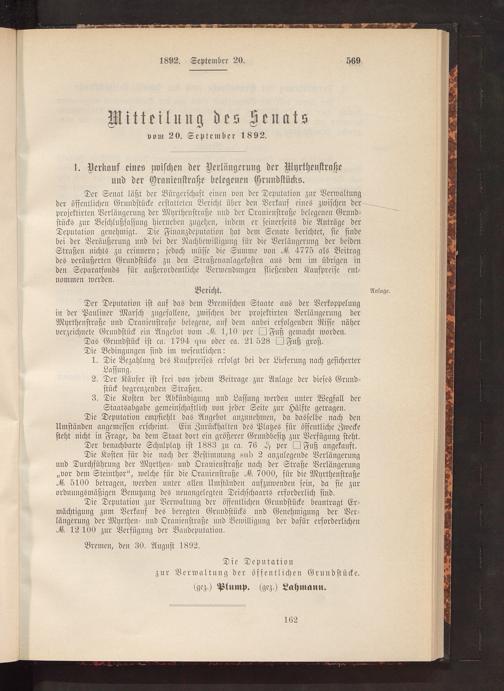 1892. September 20.
569
Mitteilung des Senats
vom 20. September 1892.
1. Verkauf eines zwischen der Verlängerung der Myrthenstraße
und der Oranienstraße belegenen Grundstücks.
Der Senat läßt der Bürgerschaft einen von der Deputation zur Verwaltung
der öffentlichen Grundstücke erstatteten Bericht über den Verkauf eines zwischen der
projektirten Verlängerung der Myrthenstraße und der Oranienstraße belegenen Grund-
stücks zur Beschlußfassung hierneben zugehen, indem er seinerseits die Anträge der
Deputation genehmigt. Die Finanzdeputation hat dem Senate berichtet, sie finde
bei der Veräußerung und bei der Nachbewilligung für die Verlängerung der beiden
Straßen nichts zu erinnern; jedoch müsse die Summe von ℳ 4775 als Beitrag
des veräußerten Grundstücks zu den Straßenanlagekosten aus dem im übrigen in
den Separatfonds für außerordentliche Verwendungen fließenden Kaufpreise ent-
nommen werden.
Bericht.
Anlage.
Der Deputation ist auf das dem Bremischen Staate aus der Verkoppelung
in der Pauliner Marsch zugefallene, zwischen der projektirten Verlängerung der
Myrthenstraße und Oranienstraße belegene, auf dem anbei erfolgenden Risse näher
verzeichnete Grundstück ein Angebot von ℳ 1,10 per □Fuß gemacht worden.
Das Grundstück ist ca. 1794 qm oder ca. 21 528 □Fuß groß.
Die Bedingungen sind im wesentlichen:
1. Die Bezahlung des Kaufpreises erfolgt bei der Lieferung nach gesicherter
Lassung.
2. Der Käufer ist frei von jedem Beitrage zur Anlage der dieses Grund-
stück begrenzenden Straßen.
3. Die Kosten der Abkündigung und Lassung werden unter Wegfall der
Staatsabgabe gemeinschaftlich von jeder Seite zur Hälfte getragen.
Die Deputation empfiehlt das Angebot anzunehmen, da dasselbe nach den
Umständen angemessen erscheint. Ein Zurückhalten des Platzes für öffentliche Zwecke
steht nicht in Frage, da dem Staat dort ein größerer Grundbesitz zur Verfügung steht.
Der benachbarte Schulplatz ist 1883 zu ca. 76 ₰ per □Fuß angekauft.
Die Kosten für die nach der Bestimmung sub 2 anzulegende Verlängerung
und Durchführung der Myrthen- und Oranienstraße nach der Straße Verlängerung
„vor dem Steinthor", welche für die Oranienstraße ℳ 7000, für die Myrthenstraße
ℳ 5100 betragen, werden unter allen Umständen aufzuwenden sein, da sie zur
ordnungsmäßigen Benutzung des neuangelegten Deichschaarts erforderlich sind.
Die Deputation zur Verwaltung der öffentlichen Grundstücke beantragt Er-
mächtigung zum Verkauf des beregten Grundstücks und Genehmigung der Ver-
längerung der Myrthen- und Oranienstraße und Bewilligung der dafür erforderlichen
ℳ 12 100 zur Verfügung der Baudeputation.
Bremen, den 30. August 1892.
Die Deputation
zur Verwaltung der öffentlichen Grundstücke.
(gez.) Plump. (gez.) Lahmann.
162